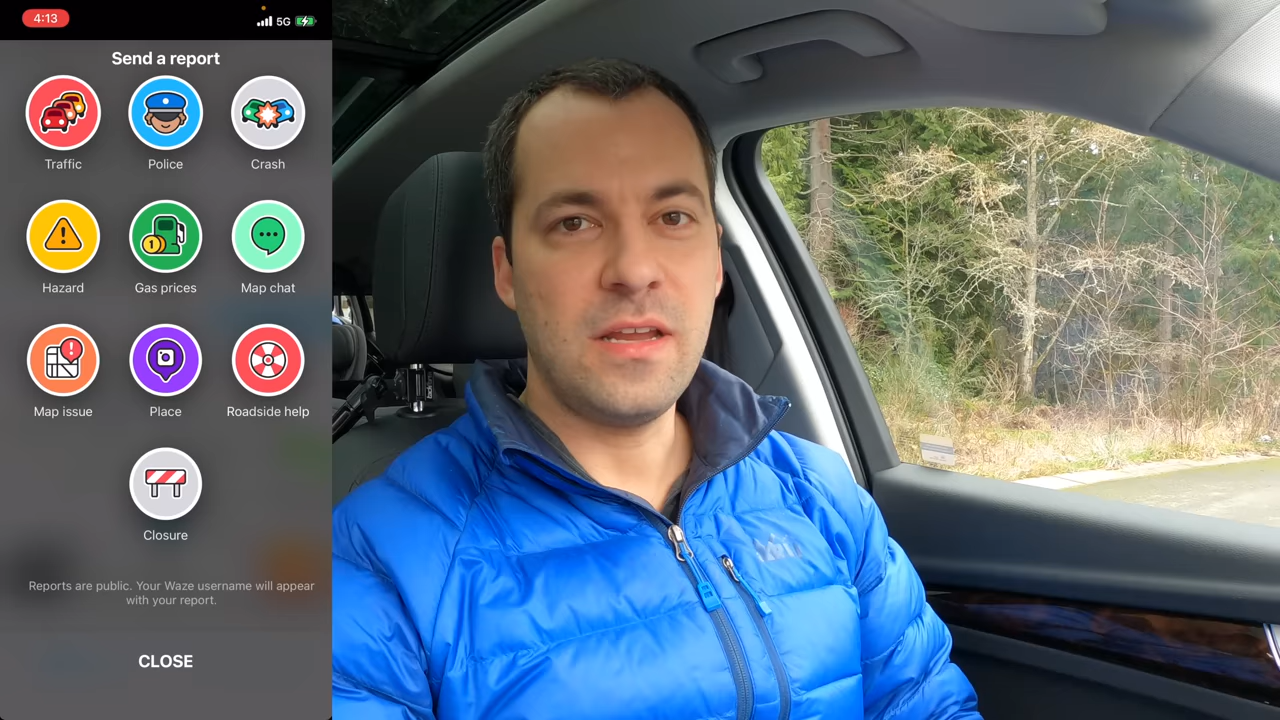 4:13
5G
Send a report
Traffic
Police
Crash
Hazard
Gas prices
Map chat
Map issue
Place
Roadside help
Closure
Reports are public. Your Waze username will appear
with your report.
CLOSE